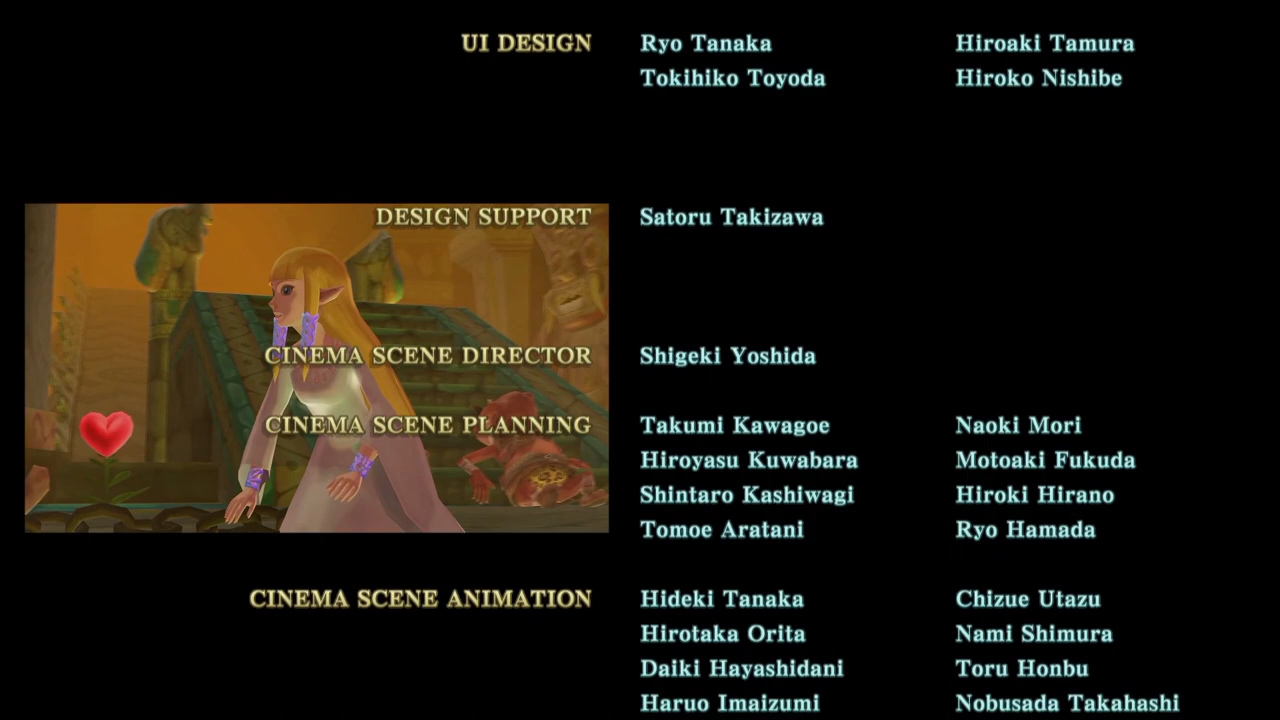 UI DESIGN Ryo Tanaka Hiroaki Tamura
Tokihiko Toyoda Hiroko Nishibe
DESIGN SUPPORT Satoru Takizawa
CINEMA SCENE DIRECTOR Shigeki Yoshida
CINEMA SCENE PLANNING Takumi Kawagoe Naoki Mori
Hiroyasu Kuwabara Motoaki Fukuda
Shintaro Kashiwagi Hiroki Hirano
Tomoe Aratani Ryo Hamada
CINEMA SCENE ANIMATION Hideki Tanaka Chizue Utazu
Hirotaka Orita Nami Shimura
Daiki Hayashidani Toru Honbu
Haruo Imaizumi Nobusada Takahashi